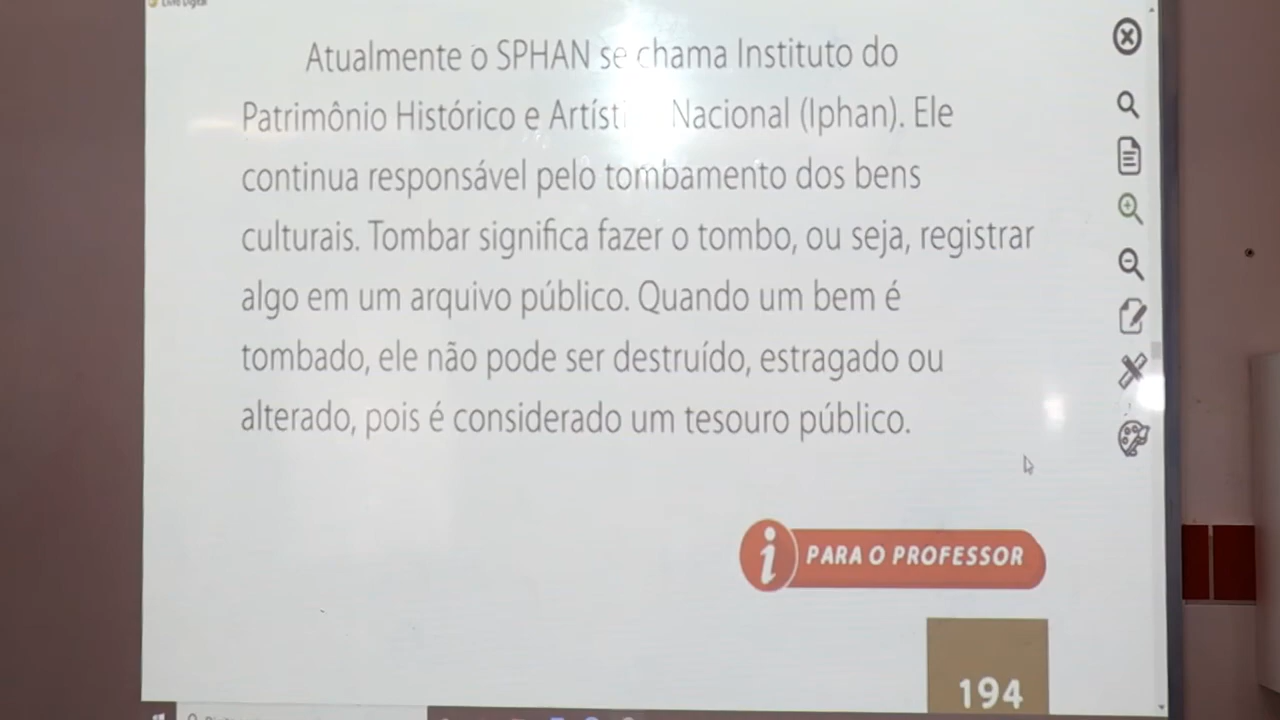 Atualmente o SPHAN se chama Instituto do
Patrimônio Histórico e Nacional (Iphan). Ele
continua responsável pelo tombamento dos bens
culturais. Tombar significa fazer o tombo, ou seja, registrar
algo em um arquivo público. Quando um bem é
tombado, ele não pode ser destruído, estragado ou
alterado, pois é considerado um tesouro público.
i PARA O PROFESSOR
194